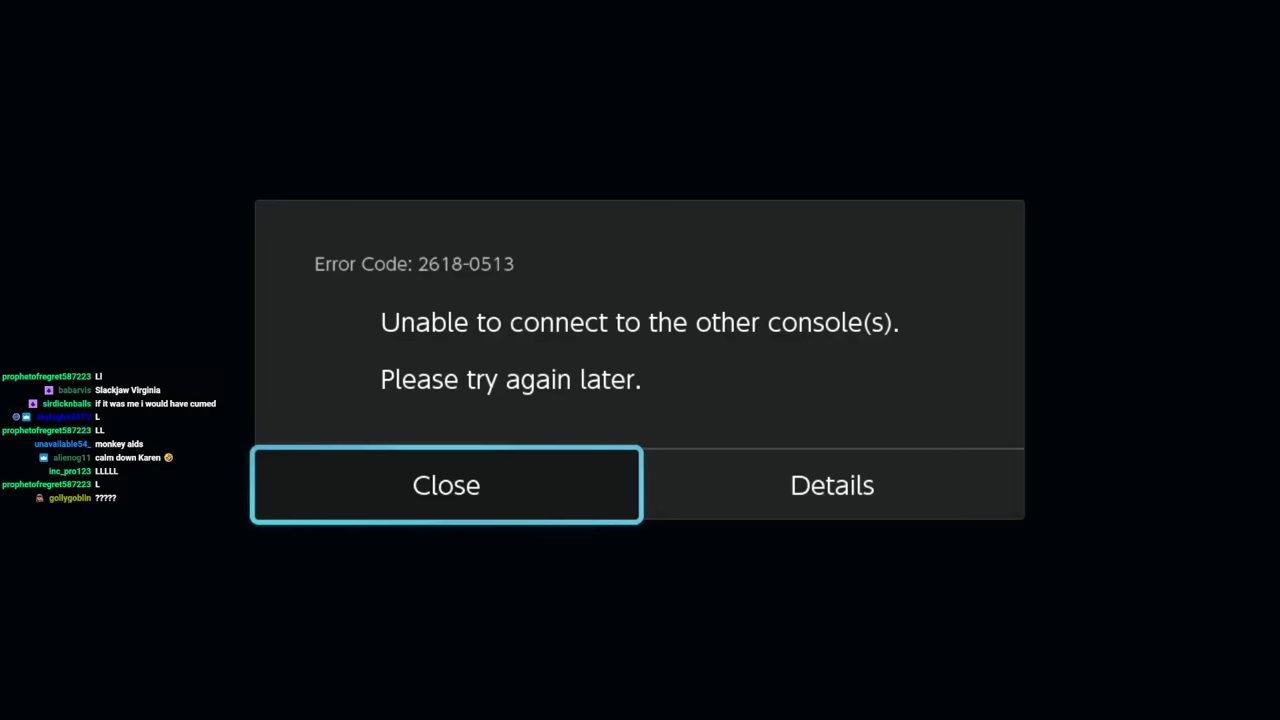 Error Code: 2618-0513
Unable to connect to the other console(s).
Please try again later.
Close
Details
prophetofregret587223 Ll
babarvis Slackjaw Virginia
sirdicknballs if it was me i would have cumed
L
prophetofregret587223 LL
unavailable54_ monkey aids
alienog11 calm down Karen 🤣
inc_pro123 LLLLL
prophetofregret587223 L
gollygoblin ?????